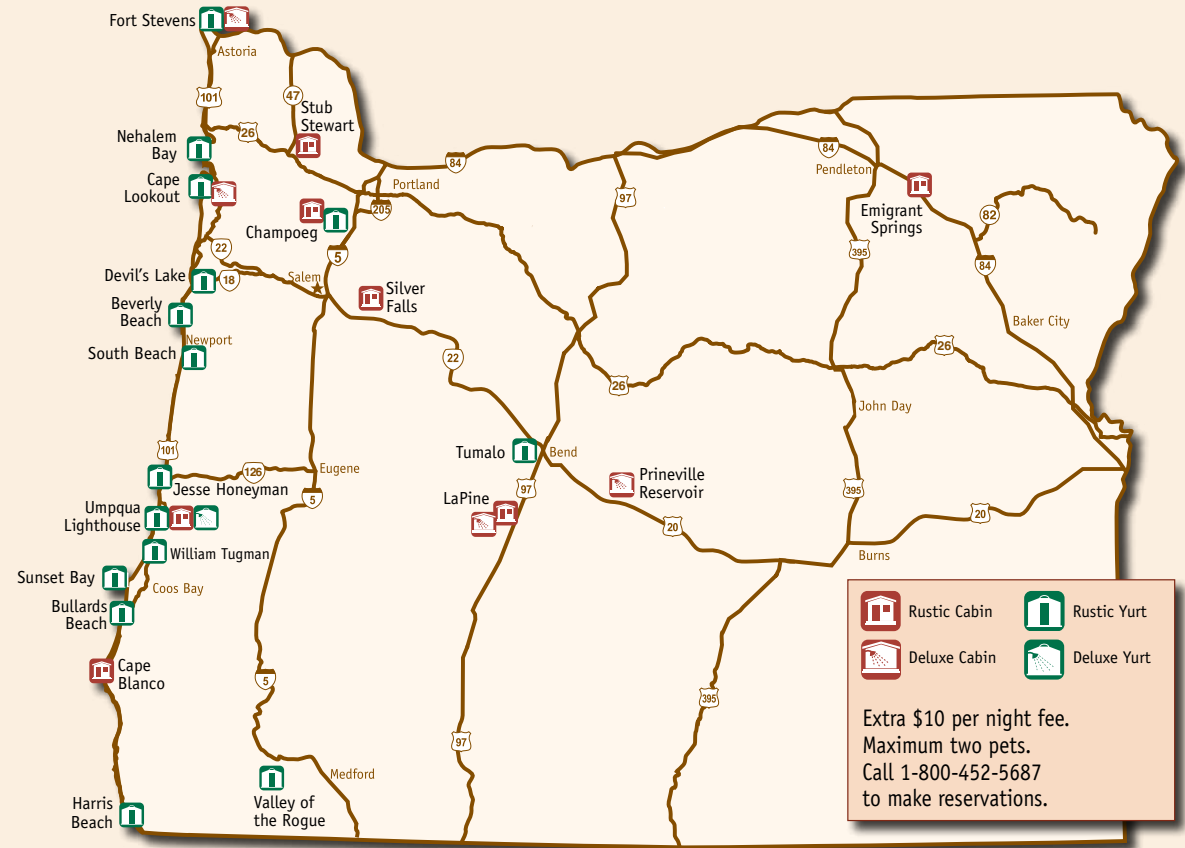 Fort Stevens
Astoria
101
47
Stub
Stewart
26
Nehalem
Bay
84
84
Pendleton
Cape
Lookout
Portland
97
Emigrant
Springs
205
82
Champoeg
22
5
395
84
Devil's Lake
18
Salem
Silver
Falls
Beverly
Beach
Baker City
Newport
South Beach
22
26
26
John Day
101
Tumalo
Bend
126
Eugene
Jesse Honeyman
5
Prineville
Reservoir
97
LaPine
395
Umpqua
Lighthouse
20
20
William Tugman
Burns
Sunset Bay
Coos Bay
Bullards
Beach
Cape
Blanco
5
395
97
Medford
Valley of
the Rogue
Harris
Beach
Rustic Cabin
Rustic Yurt
Deluxe Cabin
Deluxe Yurt
Extra $10 per night fee.
Maximum two pets.
Call 1-800-452-5687
to make reservations.